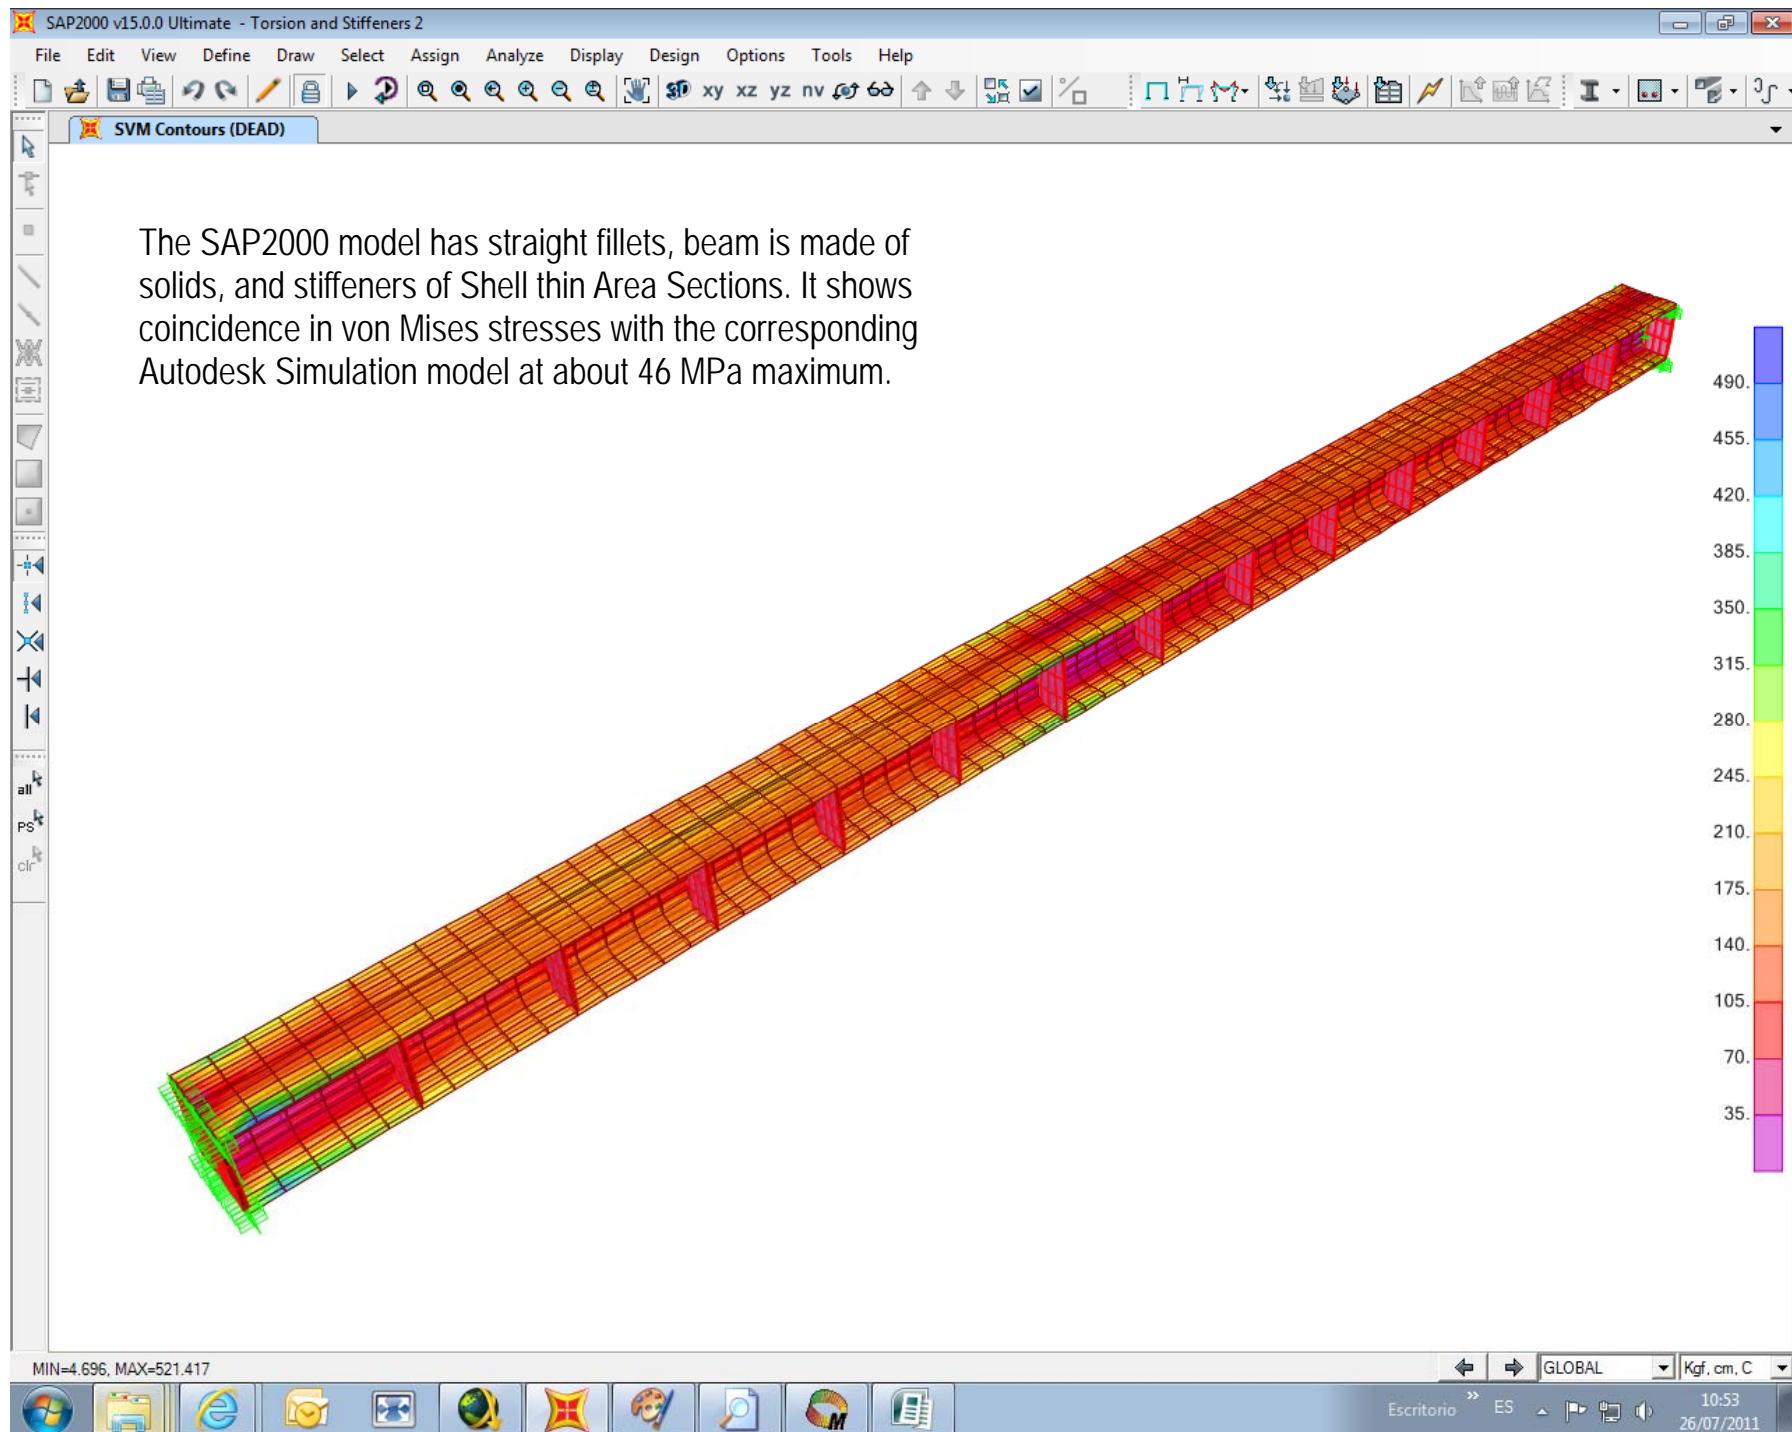 SAP2000 v15.0.0 Ultimate - Torsion and Stiffeners 2
File Edit View Define Draw Select Assign Analyze Display Design Options Tools Help
3D xy xz yz nv
SVM Contours (DEAD)
The SAP2000 model has straight fillets, beam is made of
solids, and stiffeners of Shell thin Area Sections. It shows
coincidence in von Mises stresses with the corresponding
Autodesk Simulation model at about 46 MPa maximum.
490.
455.
420.
385.
350.
315.
280.
245.
210.
175.
140.
105.
70.
35.
all
PS
clr
MIN=4.696, MAX=521.417
GLOBAL
Kgf, cm, C
Escritorio
ES
10:53
26/07/2011